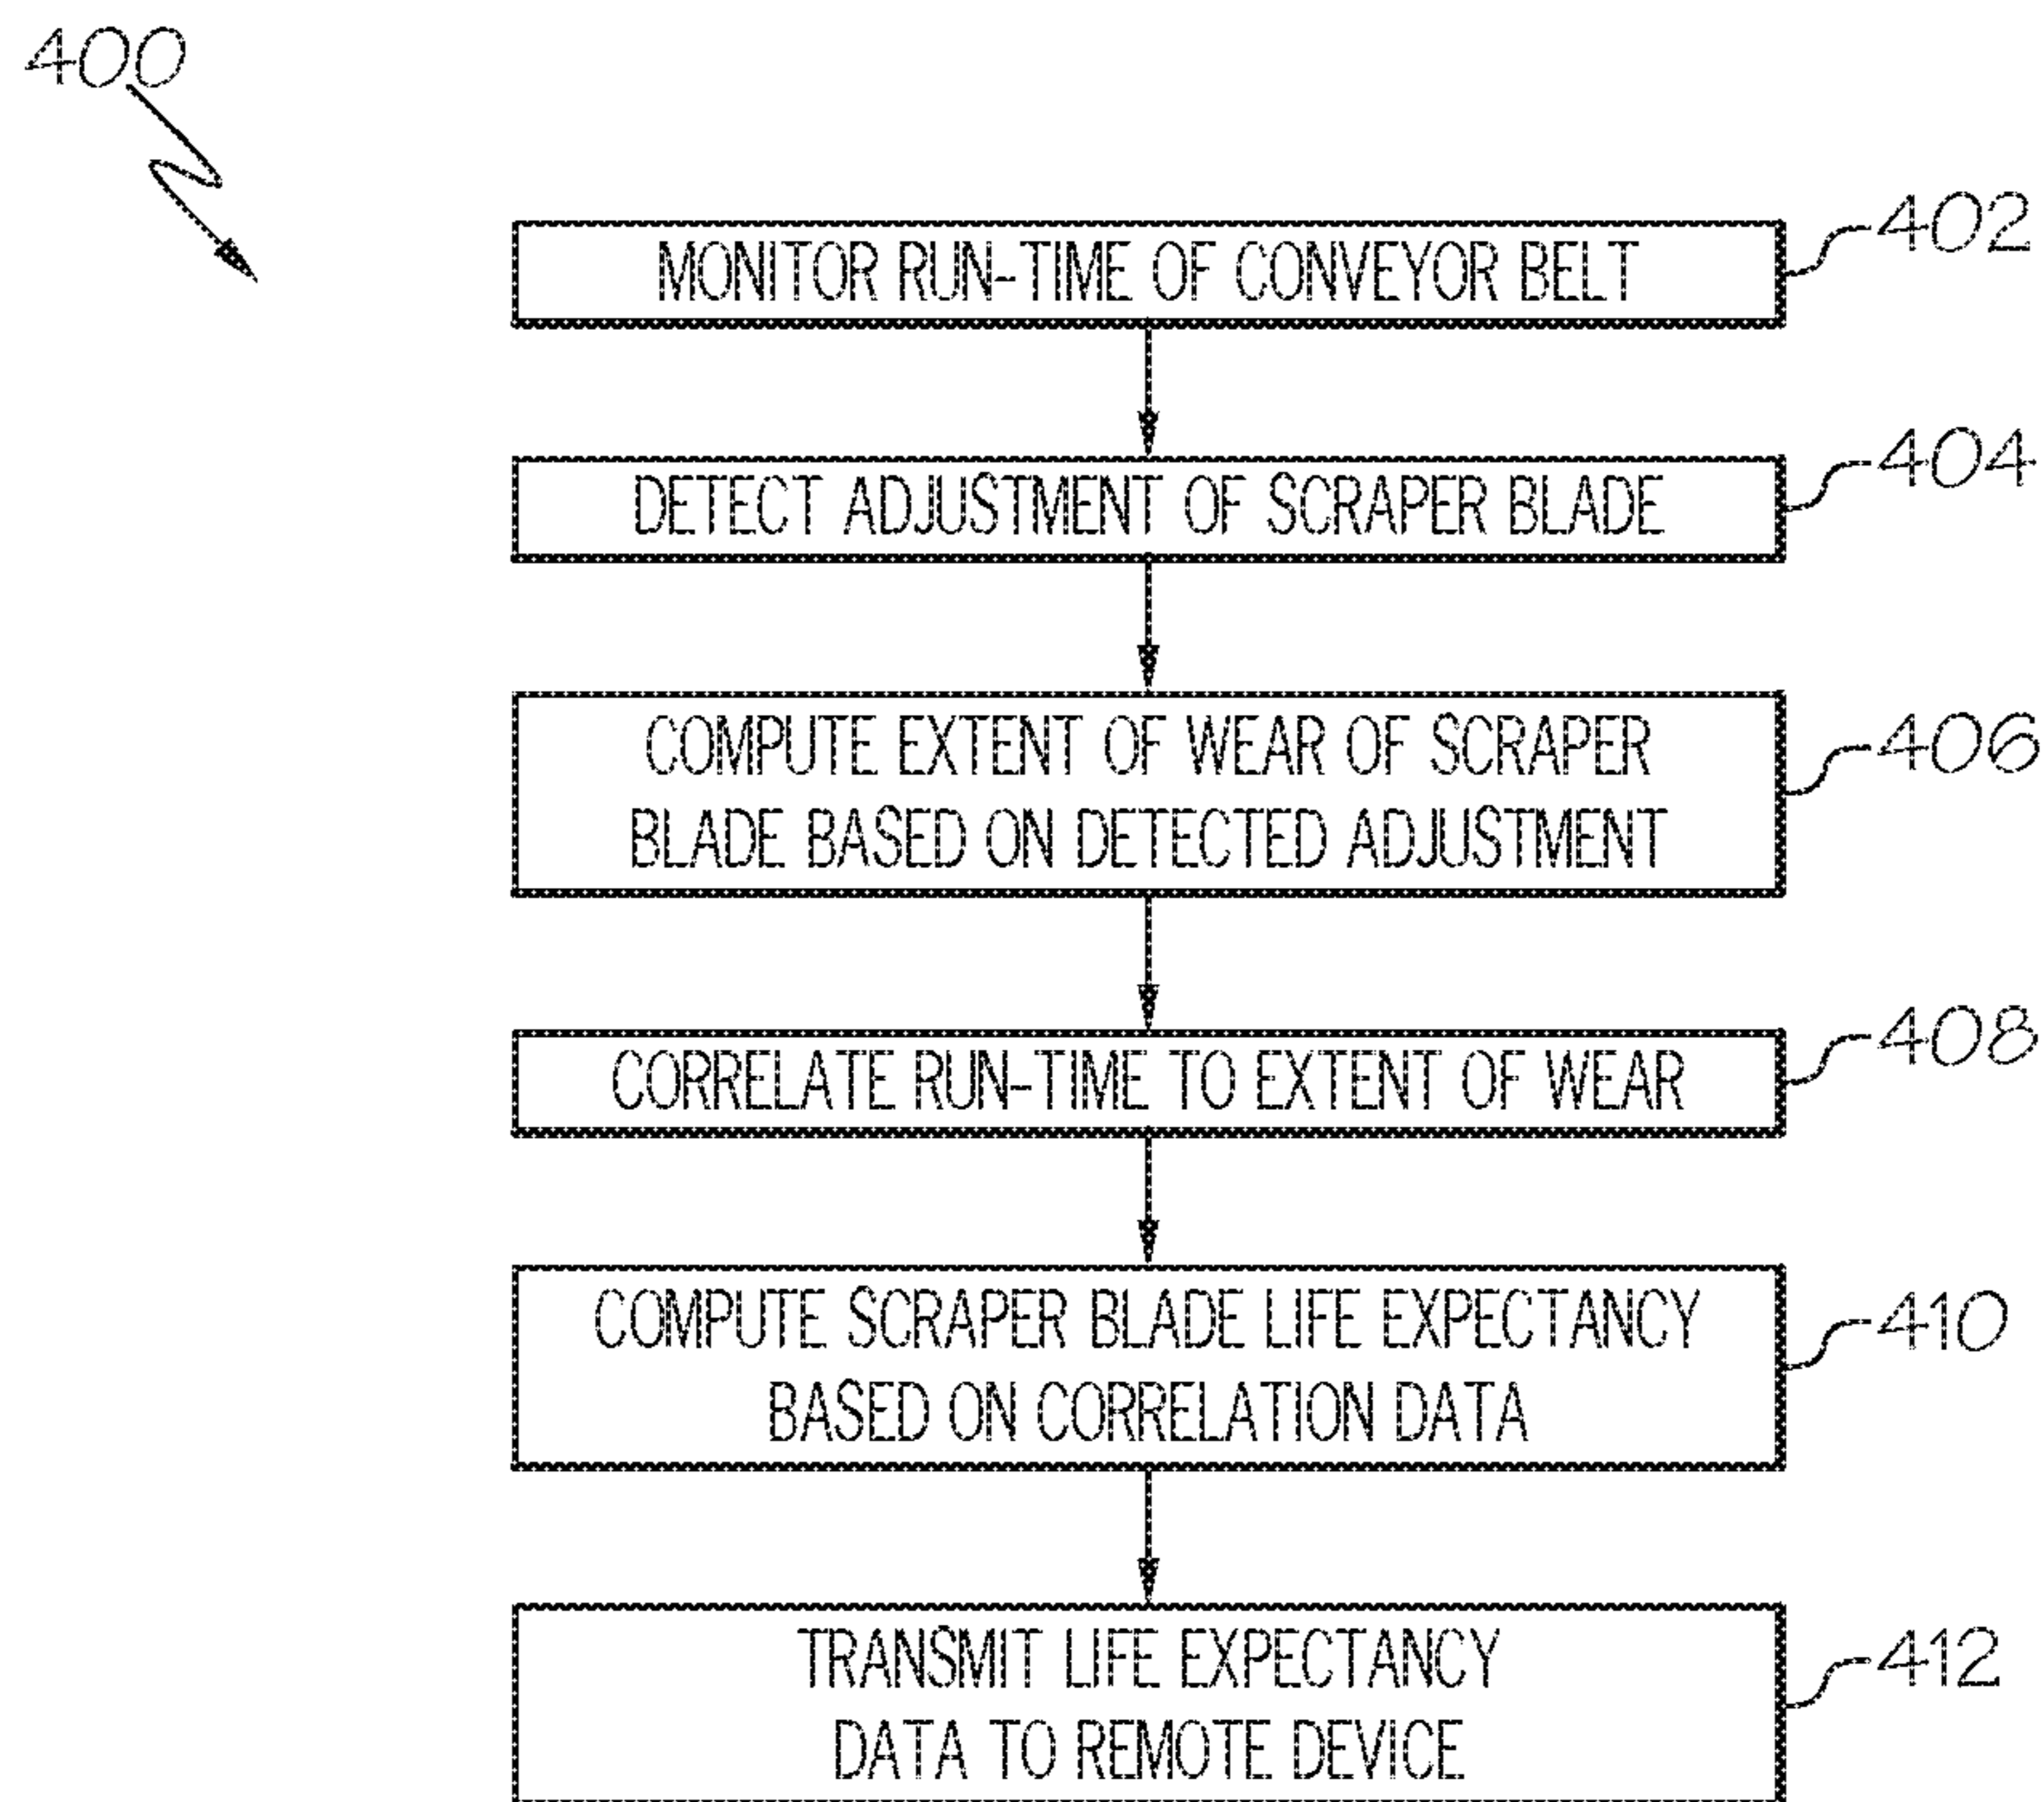 400
MONITOR RUN-TIME OF CONVEYOR BELT
402
DETECT ADJUSTMENT OF SCRAPER BLADE
404
COMPUTE EXTENT OF WEAR OF SCRAPER
BLADE BASED ON DETECTED ADJUSTMENT
406
CORRELATE RUN-TIME TO EXTENT OF WEAR
408
COMPUTE SCRAPER BLADE LIFE EXPECTANCY
BASED ON CORRELATION DATA
410
TRANSMIT LIFE EXPECTANCY
DATA TO REMOTE DEVICE
412